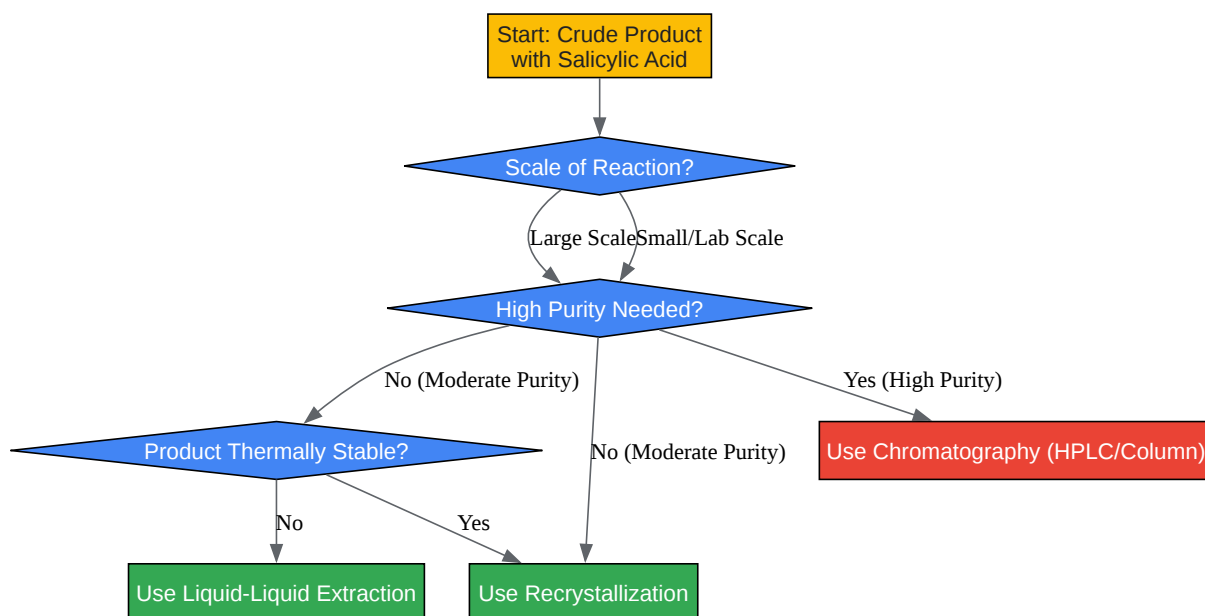 Start: Crude Product
with Salicylic Acid
Scale of Reaction?
Large Scale
Small/Lab Scale
High Purity Needed?
No (Moderate Purity)
Yes (High Purity)
Product Thermally Stable?
No (Moderate Purity)
Use Chromatography (HPLC/Column)
No
Yes
Use Liquid-Liquid Extraction
Use Recrystallization